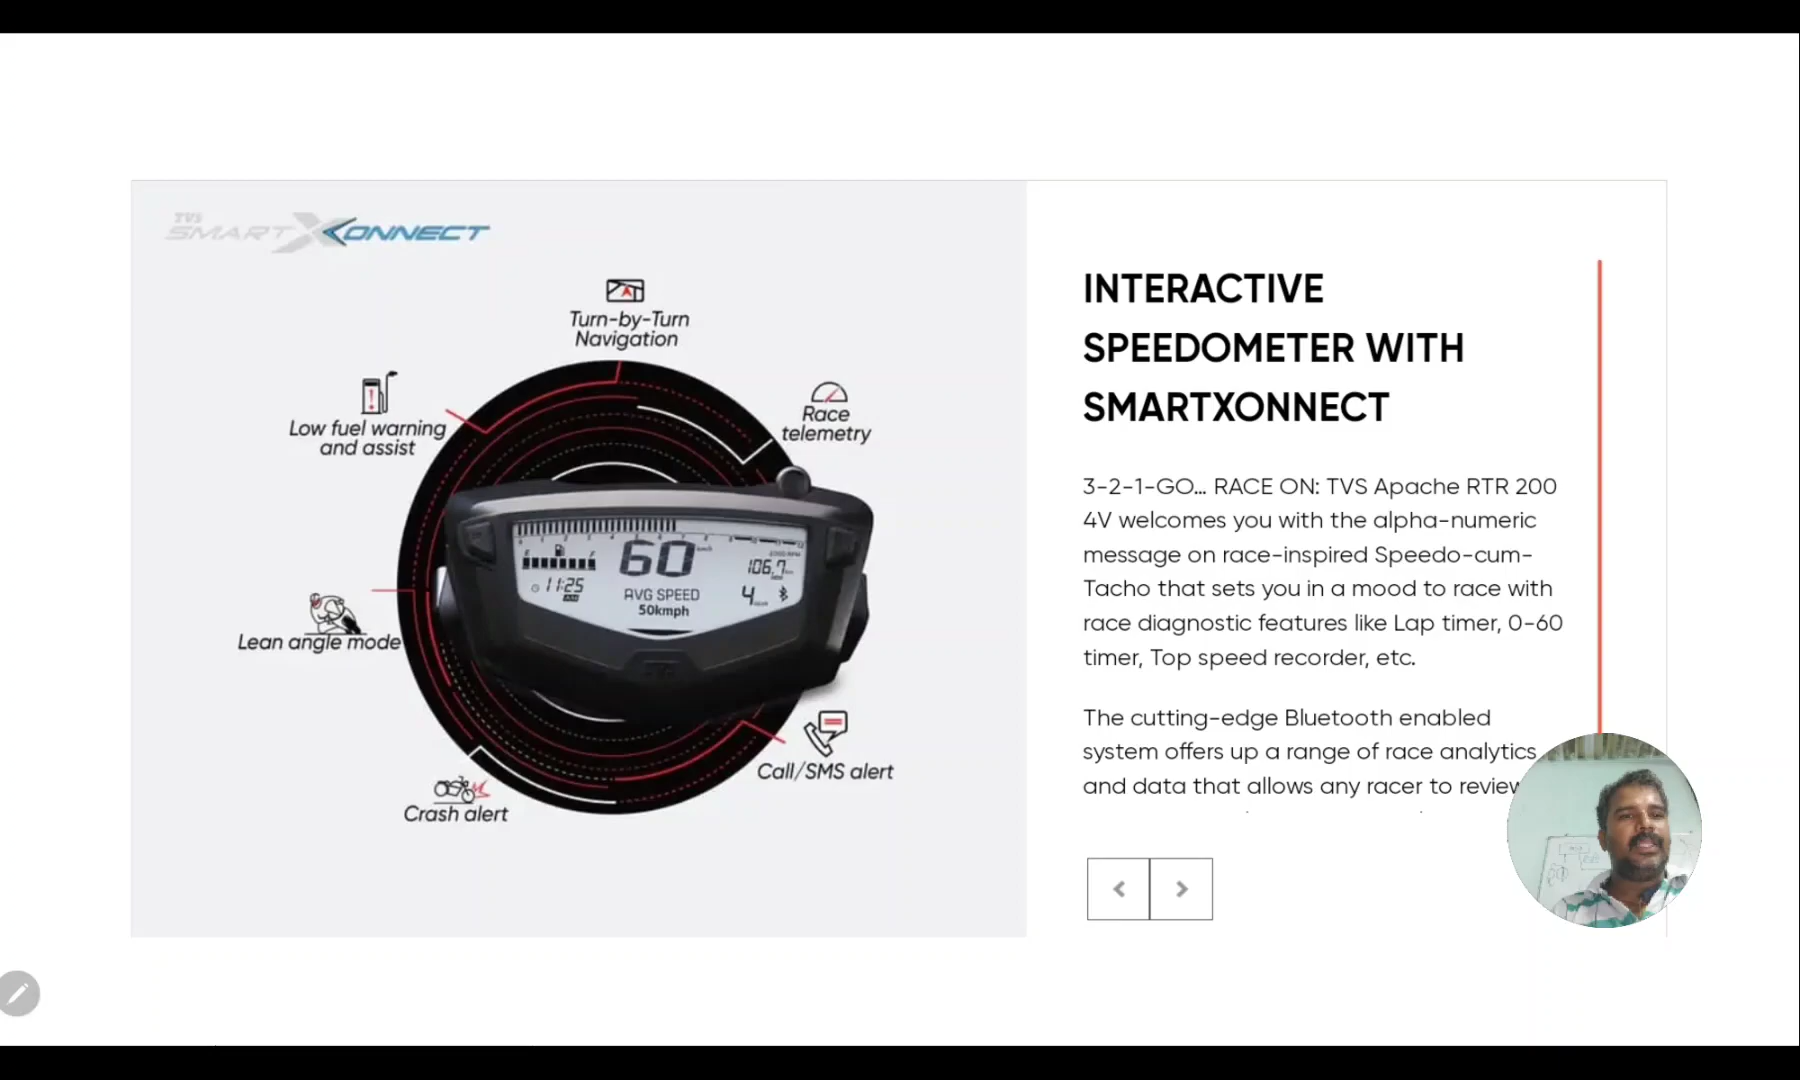 TVS
SMARTXONNECT
Turn-by-Turn
Navigation
Low fuel warning
and assist
Race
telemetry
60
11:25
AVG SPEED
50kmph
106.7
4
Lean angle mode
Call/SMS alert
Crash alert
INTERACTIVE
SPEEDOMETER WITH
SMARTXONNECT
3-2-1-GO... RACE ON: TVS Apache RTR 200
4V welcomes you with the alpha-numeric
message on race-inspired Speedo-cum-
Tacho that sets you in a mood to race with
race diagnostic features like Lap timer, 0-60
timer, Top speed recorder, etc.
The cutting-edge Bluetooth enabled
system offers up a range of race analytics
and data that allows any racer to review